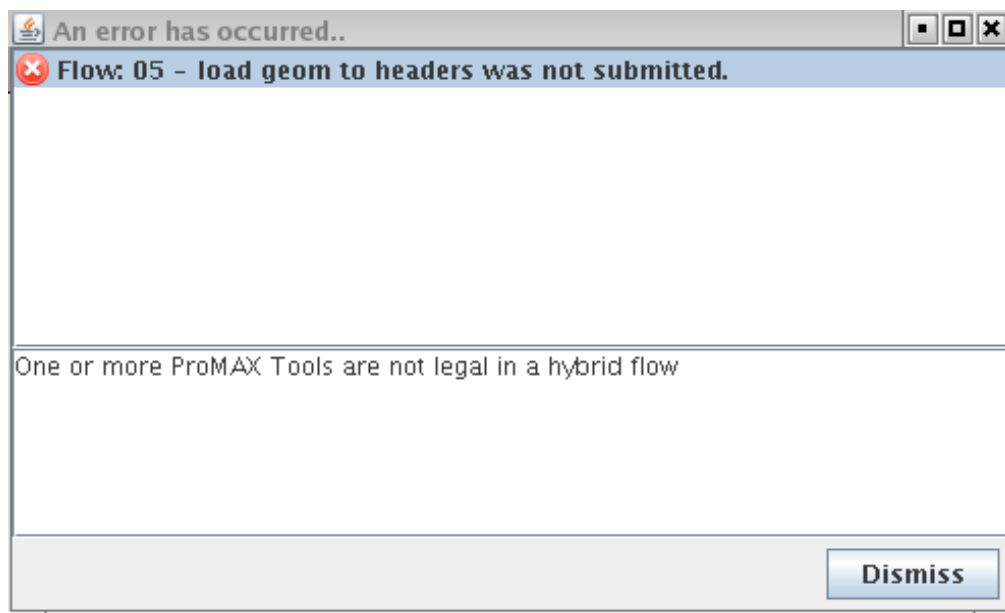 An error has occurred..
Flow: 05 - load geom to headers was not submitted.
One or more ProMAX Tools are not legal in a hybrid flow
Dismiss